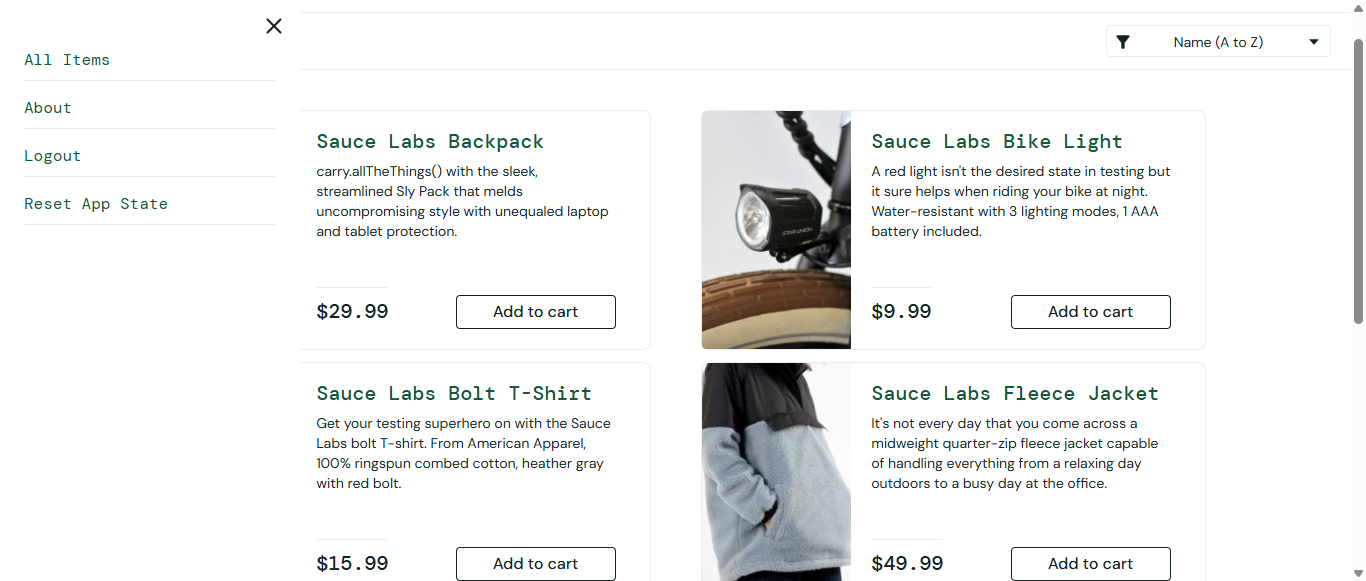 All Items
About
Logout
Reset App State
Name (A to Z)
Sauce Labs Backpack
carry.allTheThings() with the sleek,
streamlined Sly Pack that melds
uncompromising style with unequaled laptop
and tablet protection.
$29.99
Add to cart
Sauce Labs Bike Light
A red light isn't the desired state in testing but
it sure helps when riding your bike at night.
Water-resistant with 3 lighting modes, 1 AAA
battery included.
$9.99
Add to cart
Sauce Labs Bolt T-Shirt
Get your testing superhero on with the Sauce
Labs bolt T-shirt. From American Apparel,
100% ringspun combed cotton, heather gray
with red bolt.
$15.99
Add to cart
Sauce Labs Fleece Jacket
It's not every day that you come across a
midweight quarter-zip fleece jacket capable
of handling everything from a relaxing day
outdoors to a busy day at the office.
$49.99
Add to cart